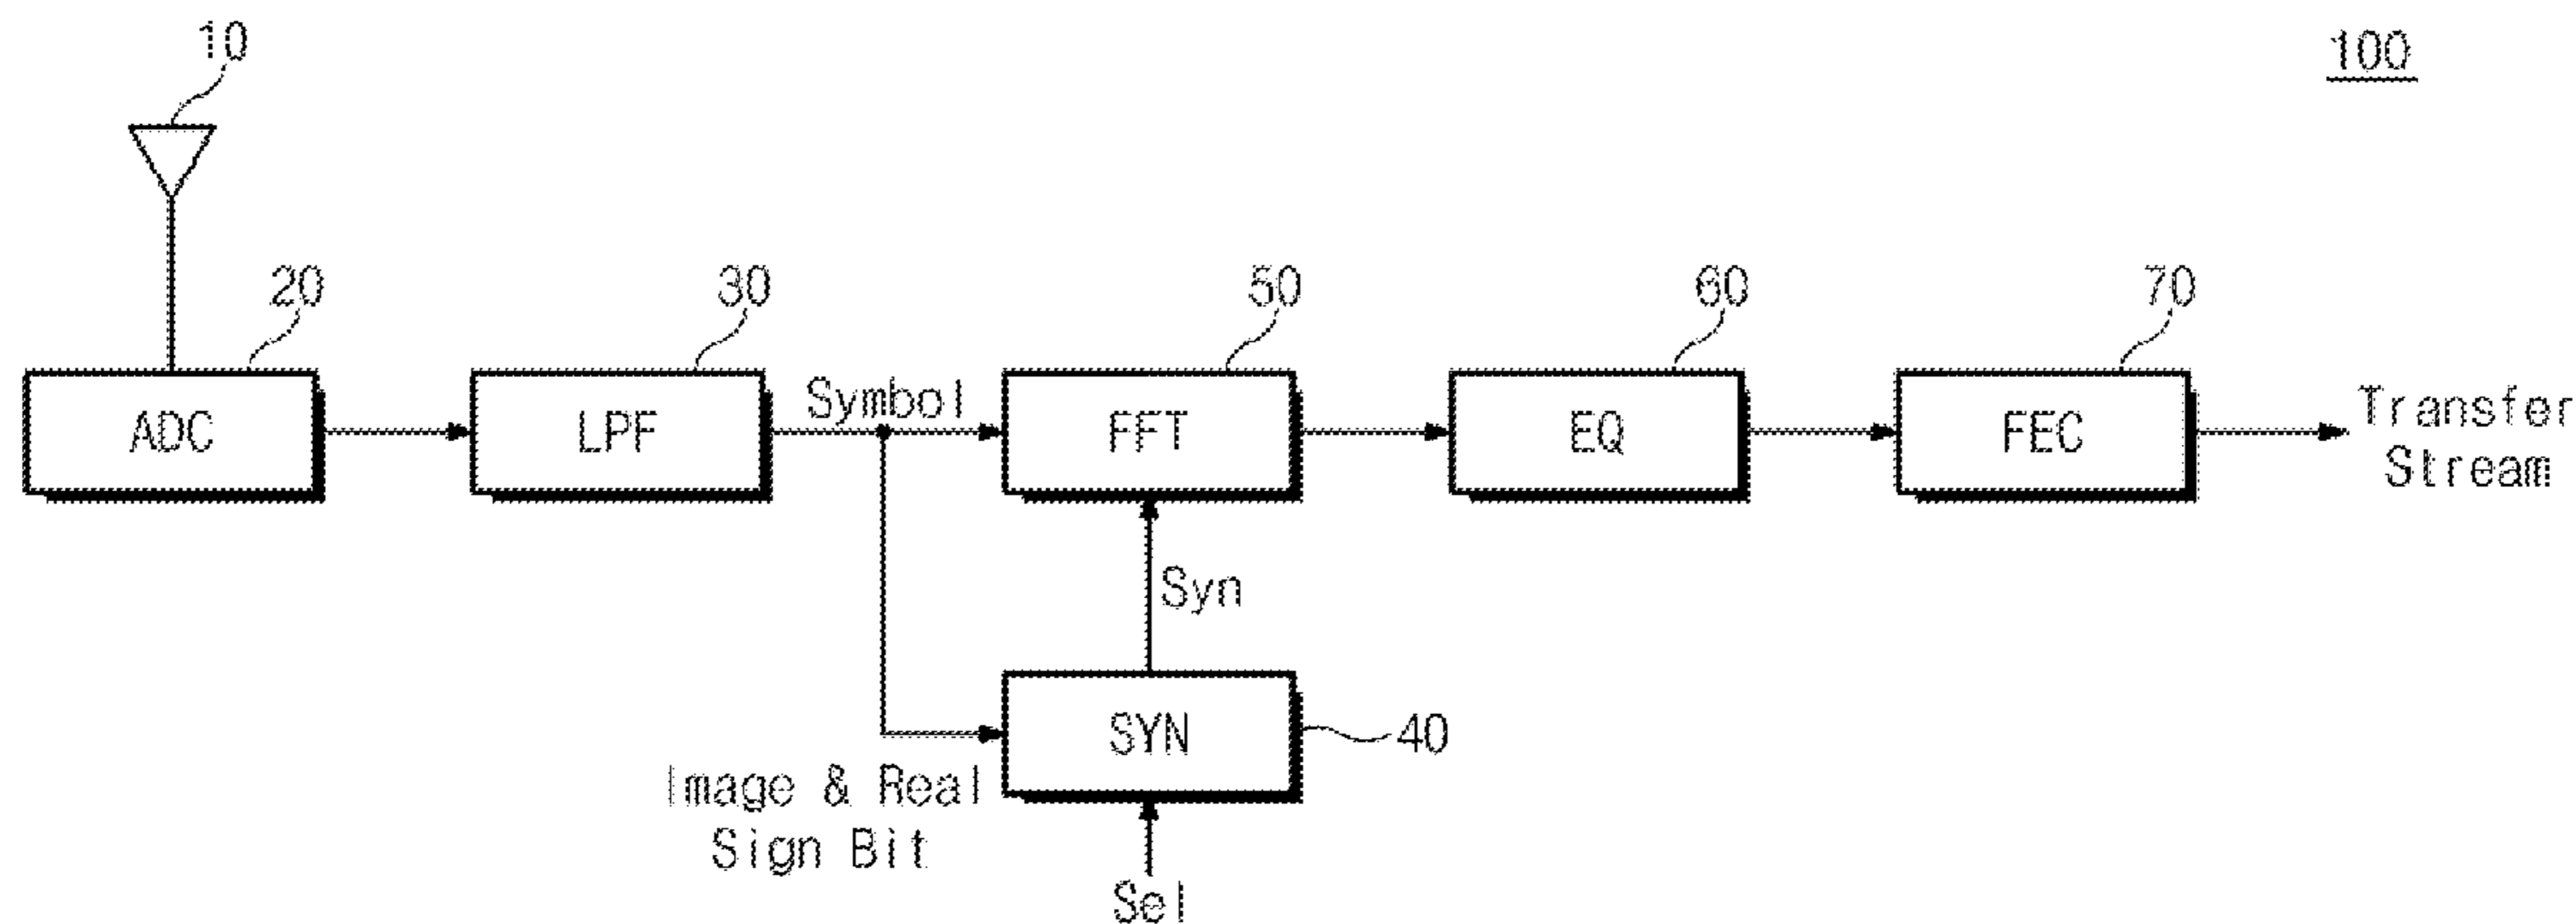 10
100
20
30
50
60
70
ADC
LPF
Symbol
FFT
EQ
FEC
Transfer
Stream
Syn
SYN
40
Image & Real
Sign Bit
Sel